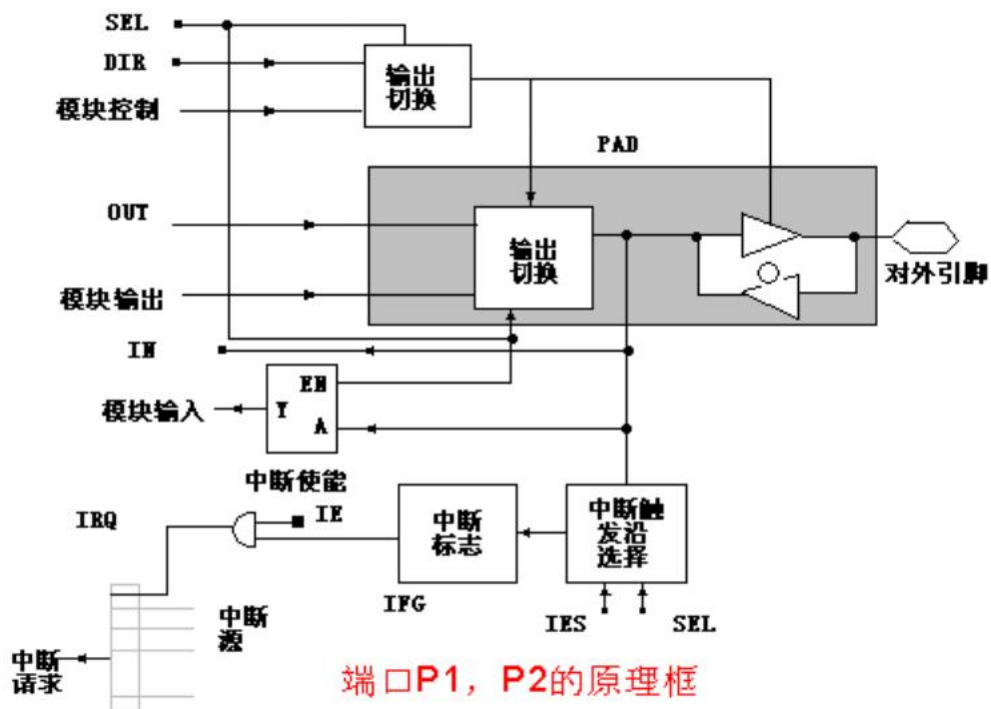 SEL
DIR
模块控制
输出
切换
PAD
OUT
模块输出
输出
切换
对外引脚
IN
模块输入
EN
Y
A
中断使能
IE
IRQ
中断
标志
IFG
中断触
发沿
选择
IES
SEL
中断
源
中断
请求
端口P1，P2的原理框